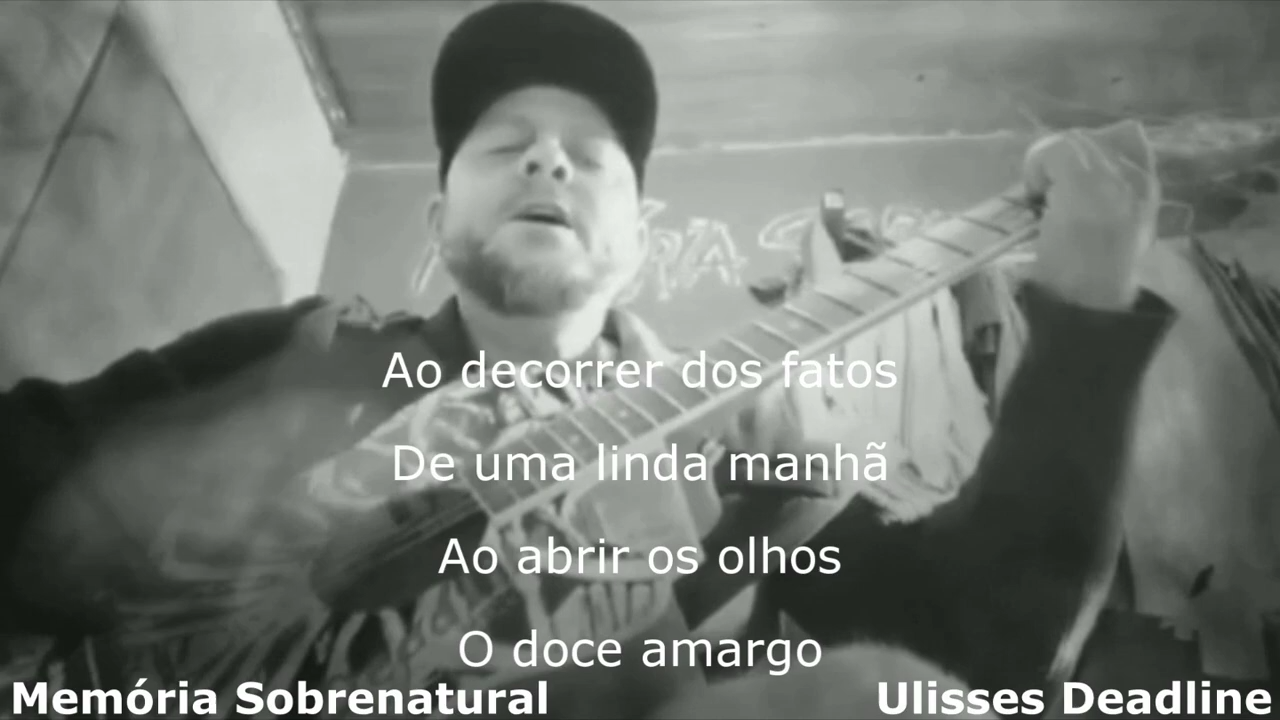 Ao decorrer dos fatos
De uma linda manhã
Ao abrir os olhos
O doce amargo
Memória Sobrenatural
Ulisses Deadline